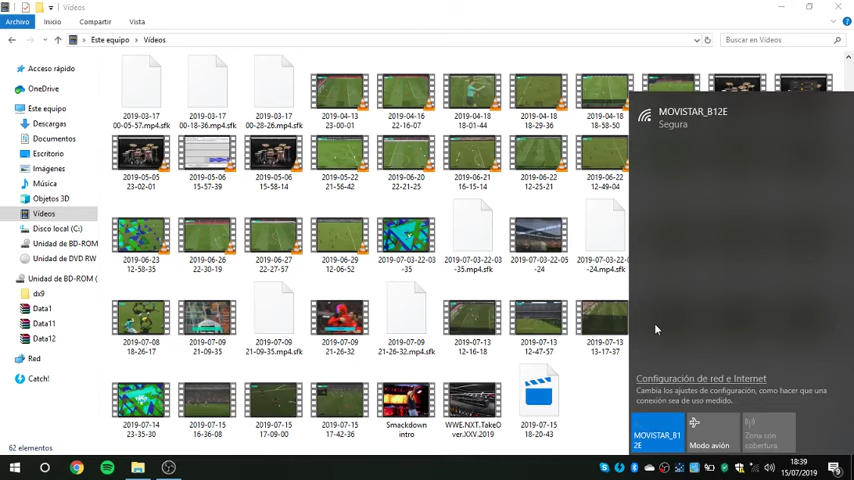 Vídeos
Archivo
Inicio
Compartir
Vista
Este equipo
Vídeos
Buscar en Vídeos
Acceso rápido
OneDrive
Este equipo
Descargas
Documentos
Escritorio
Imágenes
Música
Objetos 3D
Vídeos
Disco local (C:)
Unidad de BD-ROM
Unidad de DVD RW
Unidad de BD-ROM (
dx9
Data1
Data11
Data12
Red
Catch!
2019-03-17
00-05-57.mp4.sfk
2019-03-17
00-18-36.mp4.sfk
2019-03-17
00-28-26.mp4.sfk
2019-04-13
23-00-01
2019-04-16
22-16-07
2019-04-18
18-01-44
2019-04-18
18-29-36
2019-04-18
18-58-50
2019-05-05
23-02-01
2019-05-06
15-57-39
2019-05-06
15-58-14
2019-05-22
21-56-42
2019-06-20
22-21-25
2019-06-21
16-15-14
2019-06-22
12-25-21
2019-06-22
12-49-04
2019-06-23
12-58-35
2019-06-26
22-30-19
2019-06-27
22-27-57
2019-06-29
12-06-52
2019-07-03-22-03
-35
2019-07-03-22-03
-35.mp4.sfk
2019-07-03-22-05
-24
2019-07-03-22-05
-24.mp4.sfk
2019-07-08
18-26-17
2019-07-09
21-09-35
2019-07-09
21-09-35.mp4.sfk
2019-07-09
21-26-32
2019-07-09
21-26-32.mp4.sfk
2019-07-13
12-16-18
2019-07-13
12-47-57
2019-07-13
13-17-37
2019-07-14
23-35-30
2019-07-15
16-36-08
2019-07-15
17-09-00
2019-07-15
17-42-36
Smackdown
intro
WWE.NXT.TakeO
ver.XXV.2019
2019-07-15
18-20-43
62 elementos
MOVISTAR_B12E
Segura
Configuración de red e Internet
Cambia los ajustes de configuración, como hacer que una
conexión sea de uso medido.
MOVISTAR_B1
2E
Modo avión
Zona con
cobertura
18:39
15/07/2019